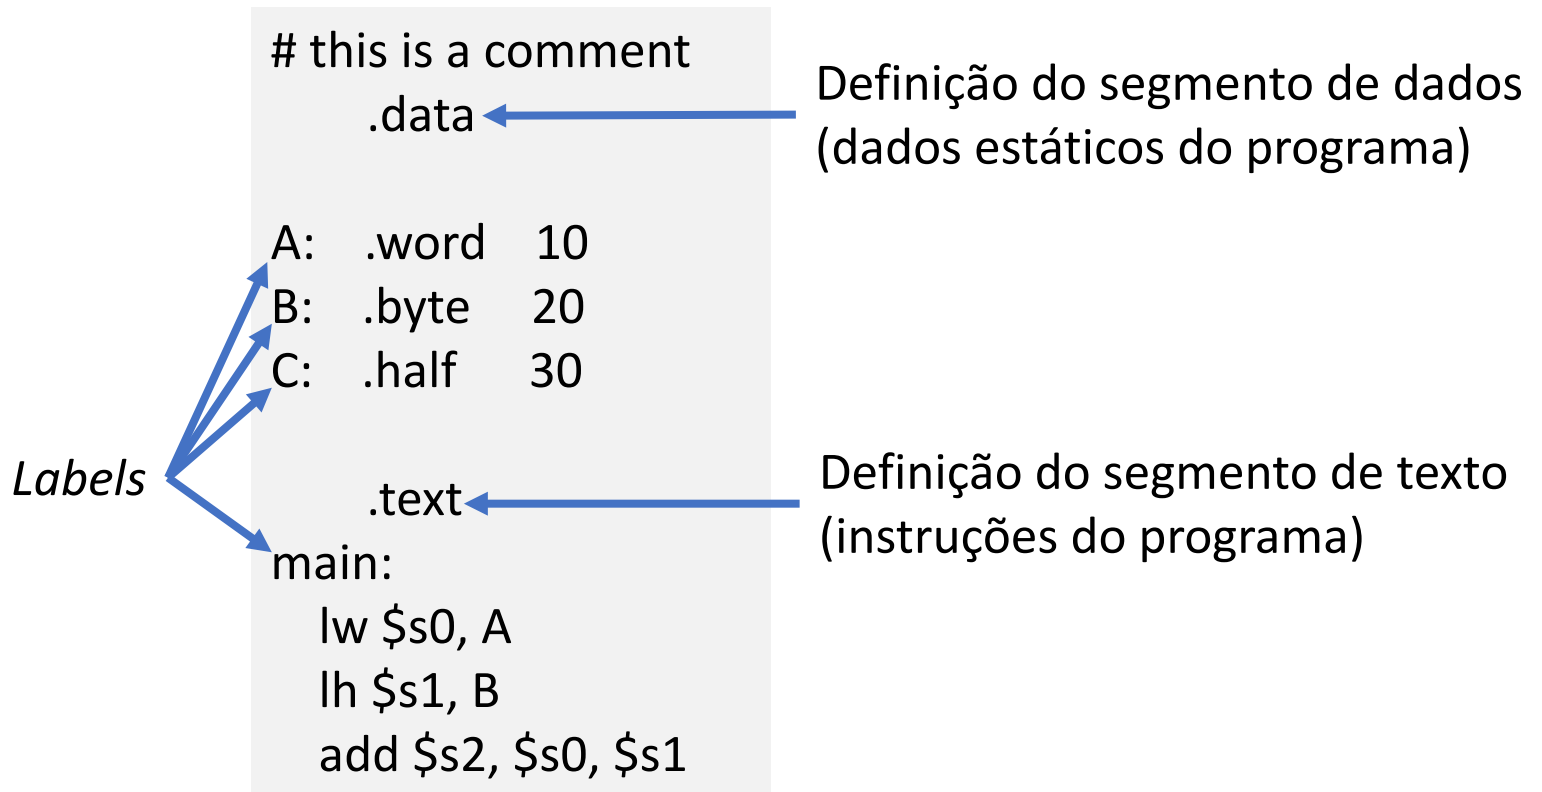 # this is a comment
.data
A: .word 10
B: .byte 20
C: .half 30
.text
main:
lw $s0, A
lh $s1, B
add $s2, $s0, $s1
Labels
Definição do segmento de dados
(dados estáticos do programa)
Definição do segmento de texto
(instruções do programa)